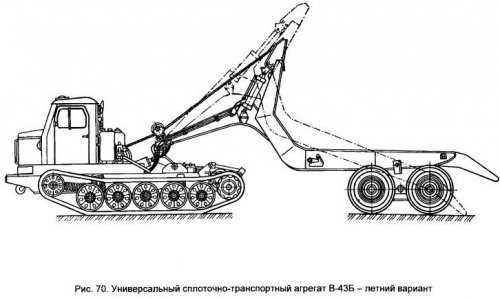 Рис. 70. Универсальный сплоточно-транспортный агрегат В-43Б – летний вариант